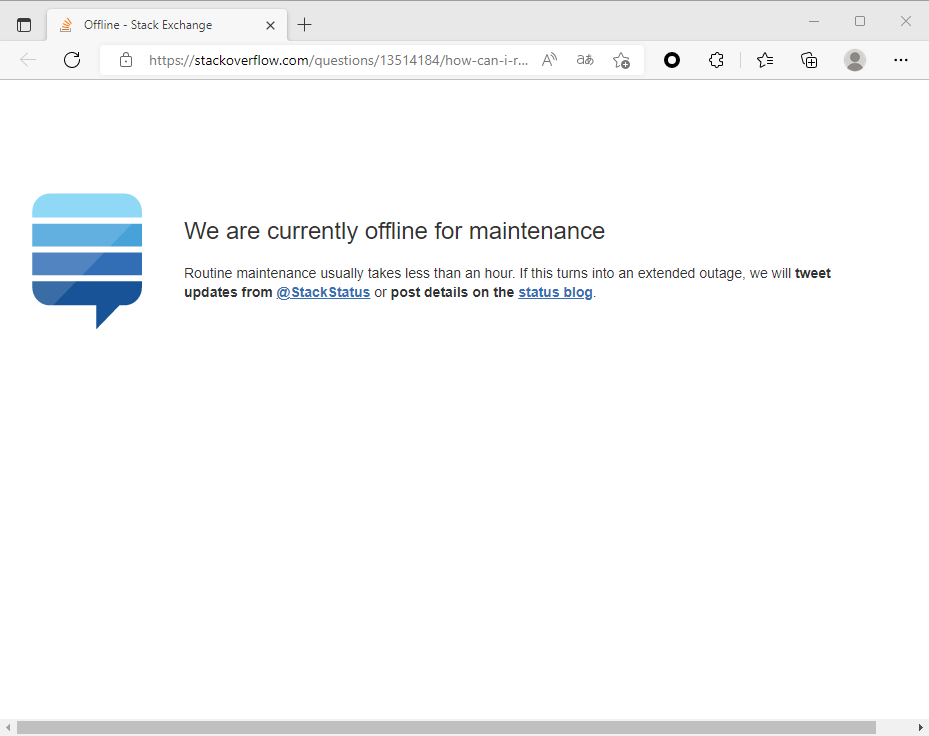 Offline - Stack Exchange
https://stackoverflow.com/questions/13514184/how-can-i-r...
We are currently offline for maintenance
Routine maintenance usually takes less than an hour. If this turns into an extended outage, we will tweet
updates from @StackStatus or post details on the status blog.